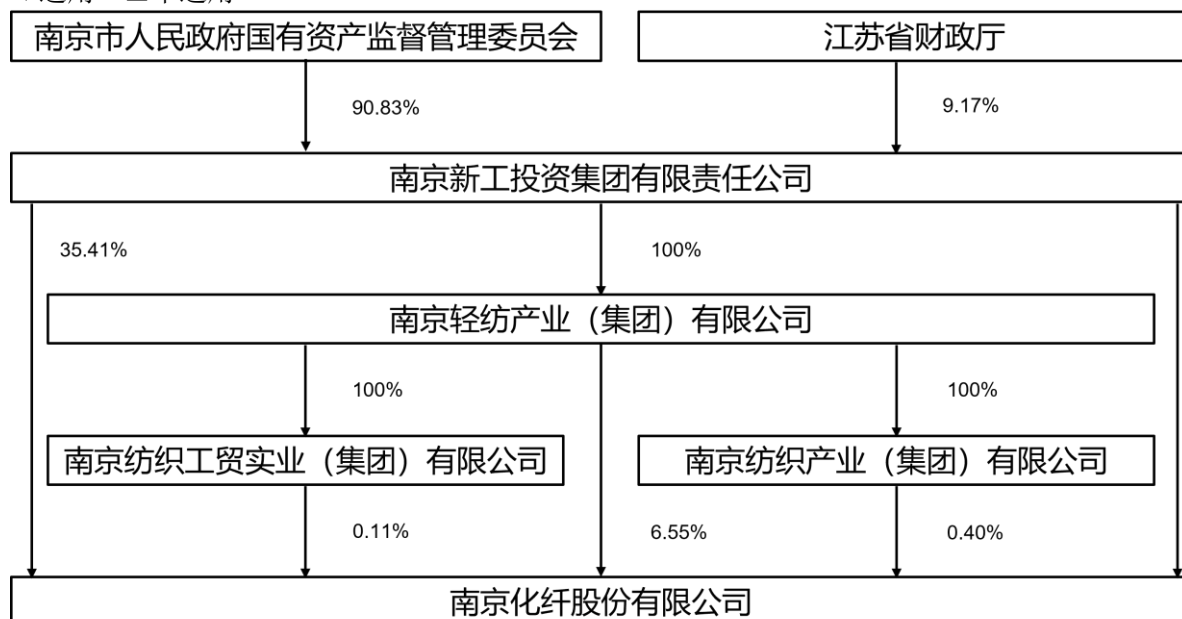 南京市人民政府国有资产监督管理委员会
江苏省财政厅
90.83%
9.17%
南京新工投资集团有限责任公司
35.41%
100%
南京轻纺产业（集团）有限公司
100%
100%
南京纺织工贸实业（集团）有限公司
南京纺织产业（集团）有限公司
0.11%
6.55%
0.40%
南京化纤股份有限公司